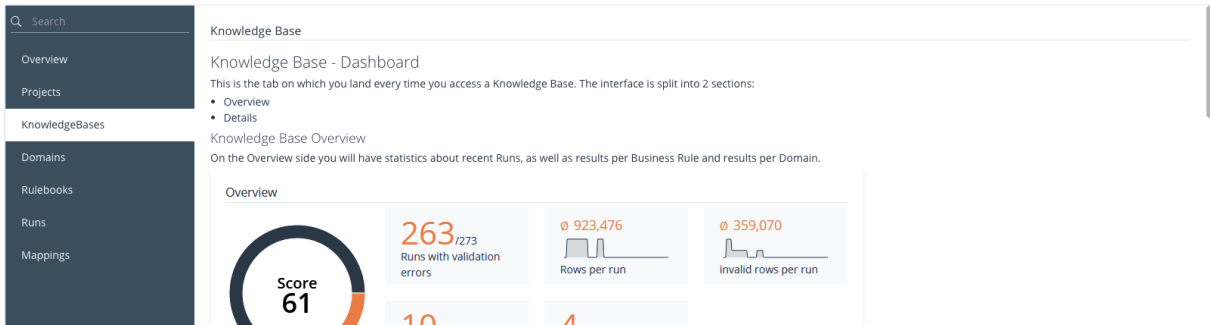 Search
Overview
Projects
KnowledgeBases
Domains
Rulebooks
Runs
Mappings
Knowledge Base
Knowledge Base - Dashboard
This is the tab on which you land every time you access a Knowledge Base. The interface is split into 2 sections:
• Overview
• Details
Knowledge Base Overview
On the Overview side you will have statistics about recent Runs, as well as results per Business Rule and results per Domain.
Overview
Score
61
263/273
Runs with validation
errors
ø 923,476
Rows per run
ø 359,070
invalid rows per run
10
4